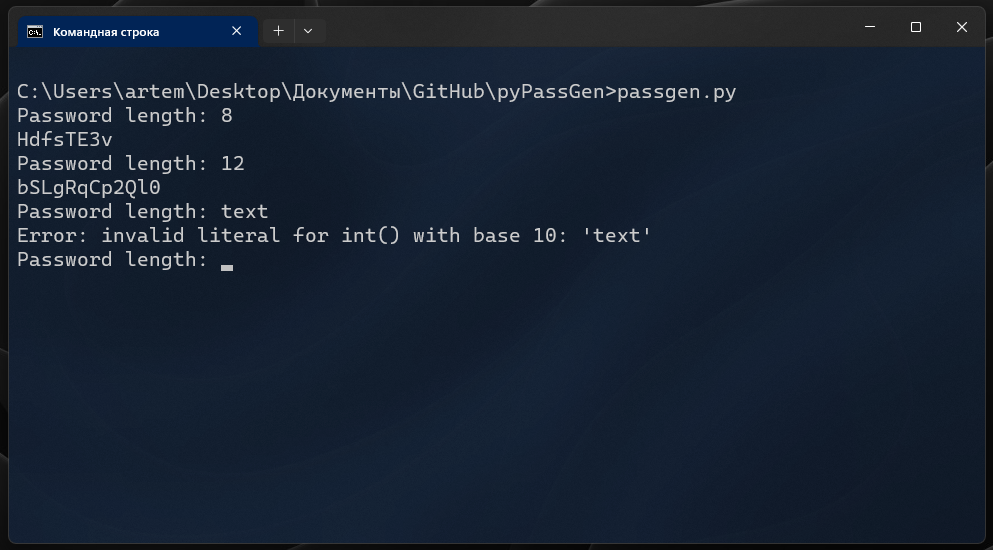 Командная строка
C:\Users\artem\Desktop\Документы\GitHub\pyPassGen>passgen.py
Password length: 8
HdfsTE3v
Password length: 12
bSLgRqCp2Ql0
Password length: text
Error: invalid literal for int() with base 10: 'text'
Password length: